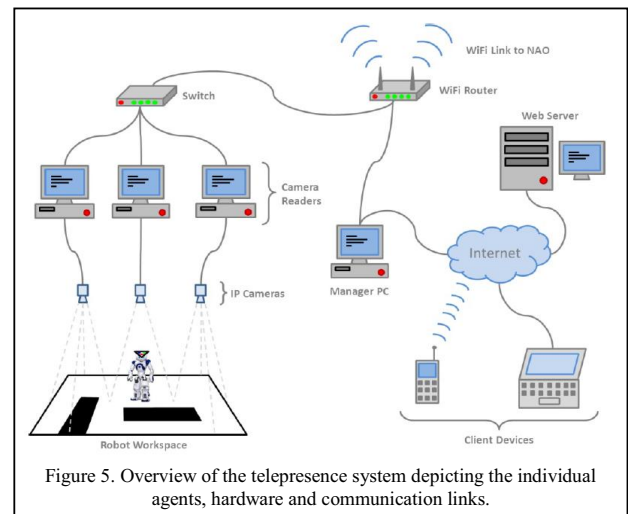 WiFi Link to NAO
Switch
WiFi Router
Web Server
Camera
Readers
Internet
Manager PC
IP Cameras
Robot Workspace
Client Devices
Figure 5. Overview of the telepresence system depicting the individual
agents, hardware and communication links.